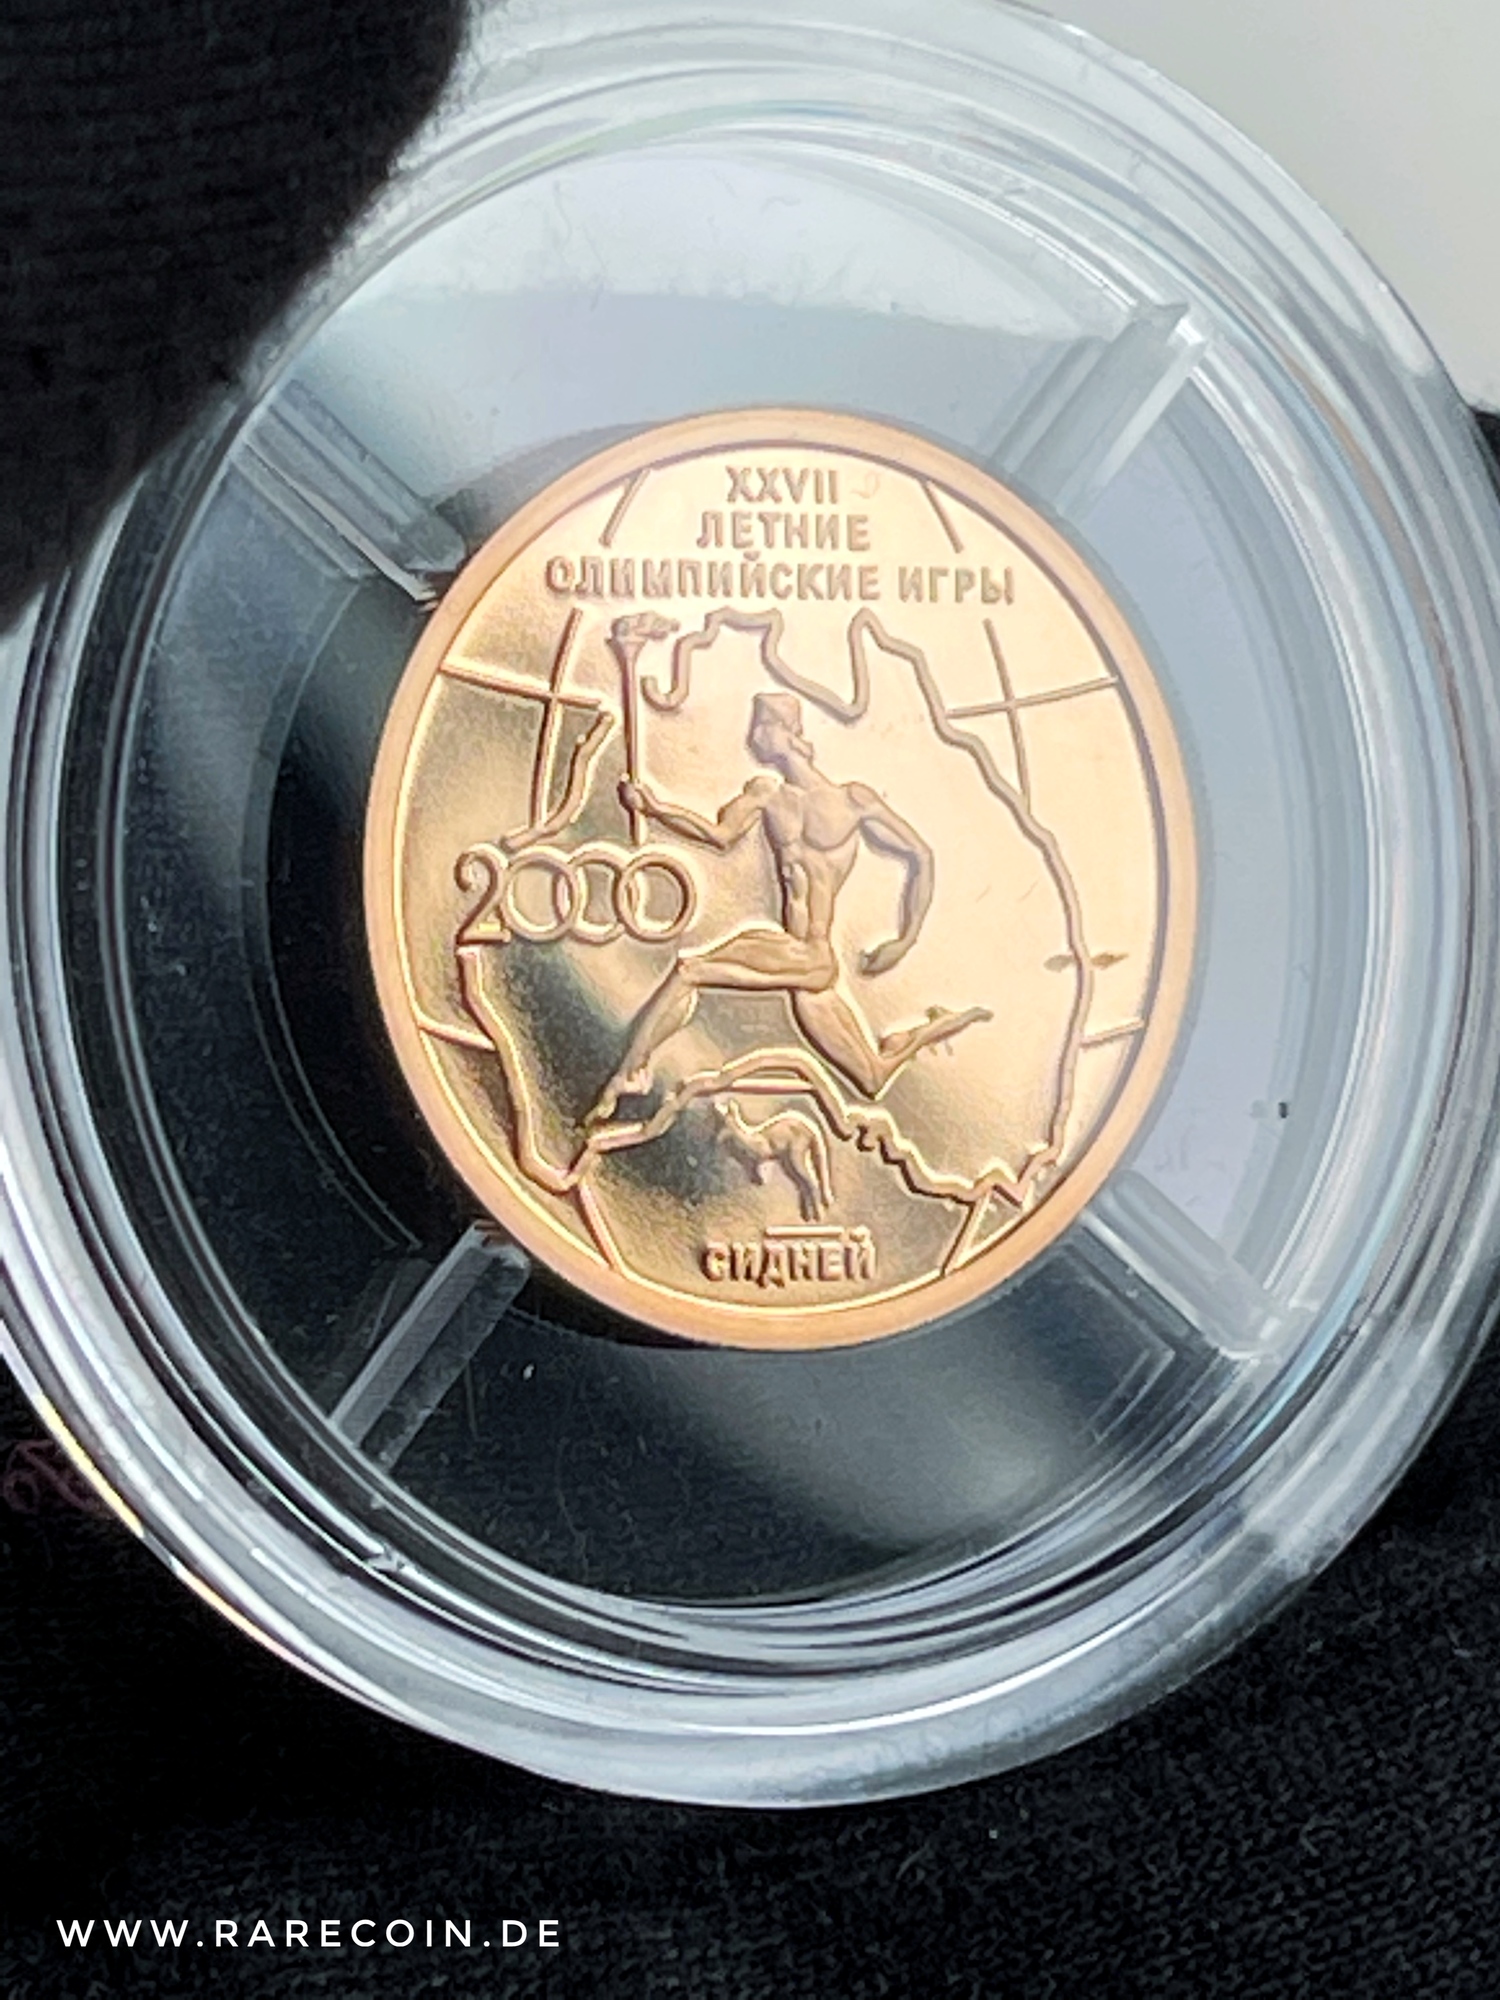 XXVII
ЛЕТНИЕ
ОЛИМПИЙСКИЕ ИГРЫ
2000
СИДНЕЙ
WWW.RARECOIN.DE